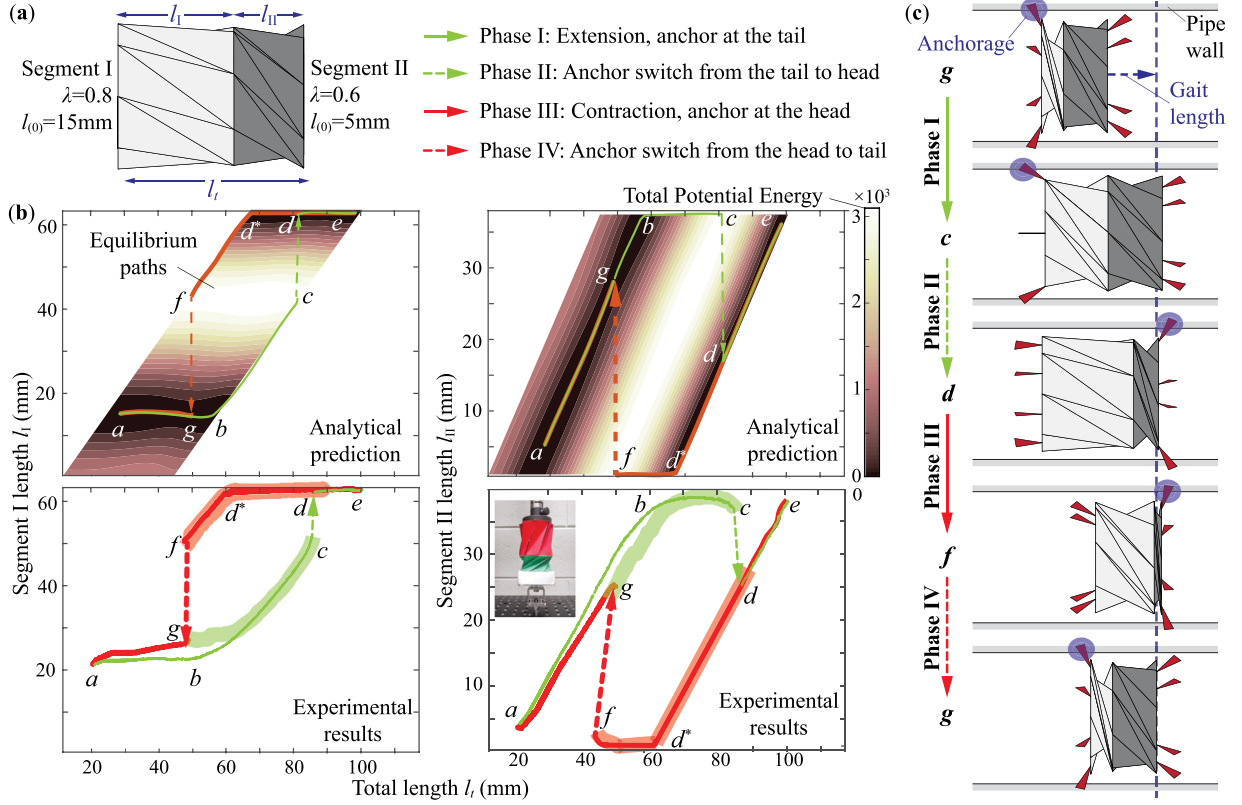 (a)
l_I
l_II
Segment I
λ=0.8
l_(0)=15mm
Segment II
λ=0.6
l_(0)=5mm
l_t
Phase I: Extension, anchor at the tail
Phase II: Anchor switch from the tail to head
Phase III: Contraction, anchor at the head
Phase IV: Anchor switch from the head to tail
(b)
Total Potential Energy
×10³
3
2
1
0
Segment I length l_I (mm)
60
40
20
Equilibrium
paths
d*
d
e
f
c
a
g
b
Analytical
prediction
60
40
20
d*
d
e
f
c
g
a
b
Experimental
results
20
40
60
80
100
Segment II length l_II (mm)
30
20
10
b
c
e
g
d
a
f
d*
Analytical
prediction
30
20
10
b
c
e
g
d
a
f
d*
Experimental
results
20
40
60
80
100
Total length l_t (mm)
(c)
Anchorage
Pipe
wall
Gait
length
g
Phase I
c
Phase II
d
Phase III
f
Phase IV
g